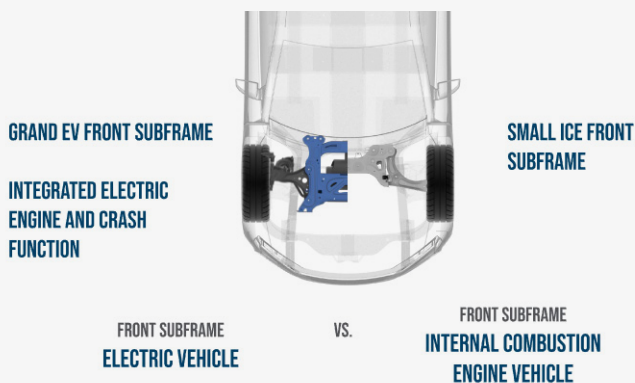 GRAND EV FRONT SUBFRAME
INTEGRATED ELECTRIC
ENGINE AND CRASH
FUNCTION
SMALL ICE FRONT
SUBFRAME
FRONT SUBFRAME
ELECTRIC VEHICLE
VS.
FRONT SUBFRAME
INTERNAL COMBUSTION
ENGINE VEHICLE